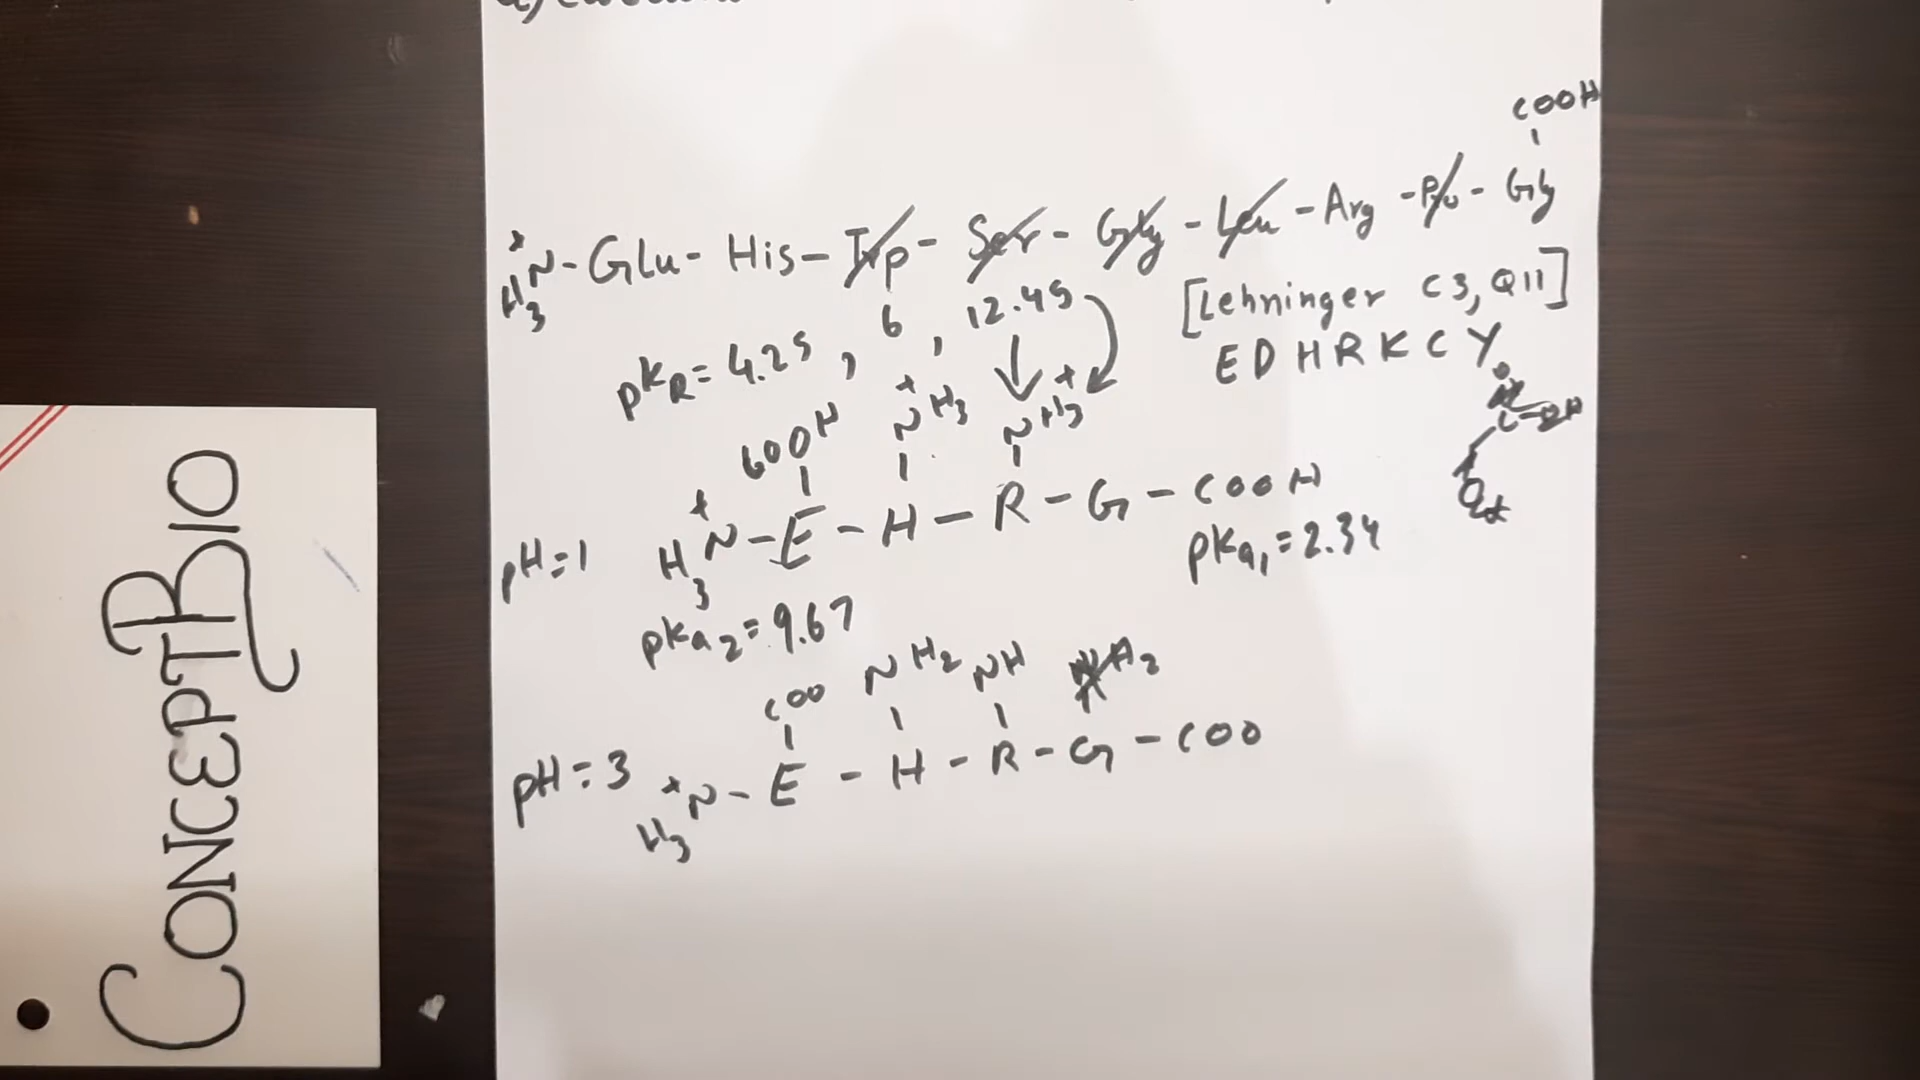 COOH
H3N+ - Glu - His - Trp - Ser - Gly - Leu - Arg - Pro - Gly
[Lehninger C3, Q11]
pKR = 4.25, 6, 12.45
E D H R K C Y
COOH NH3+ NH3+
pH=1 H3N+ - E - H - R - G - COOH
pKa1 = 2.34
pKa2 = 9.67
COO NH2 NH
pH=3 H3N+ - E - H - R - G - COO
CONCEPTBIO